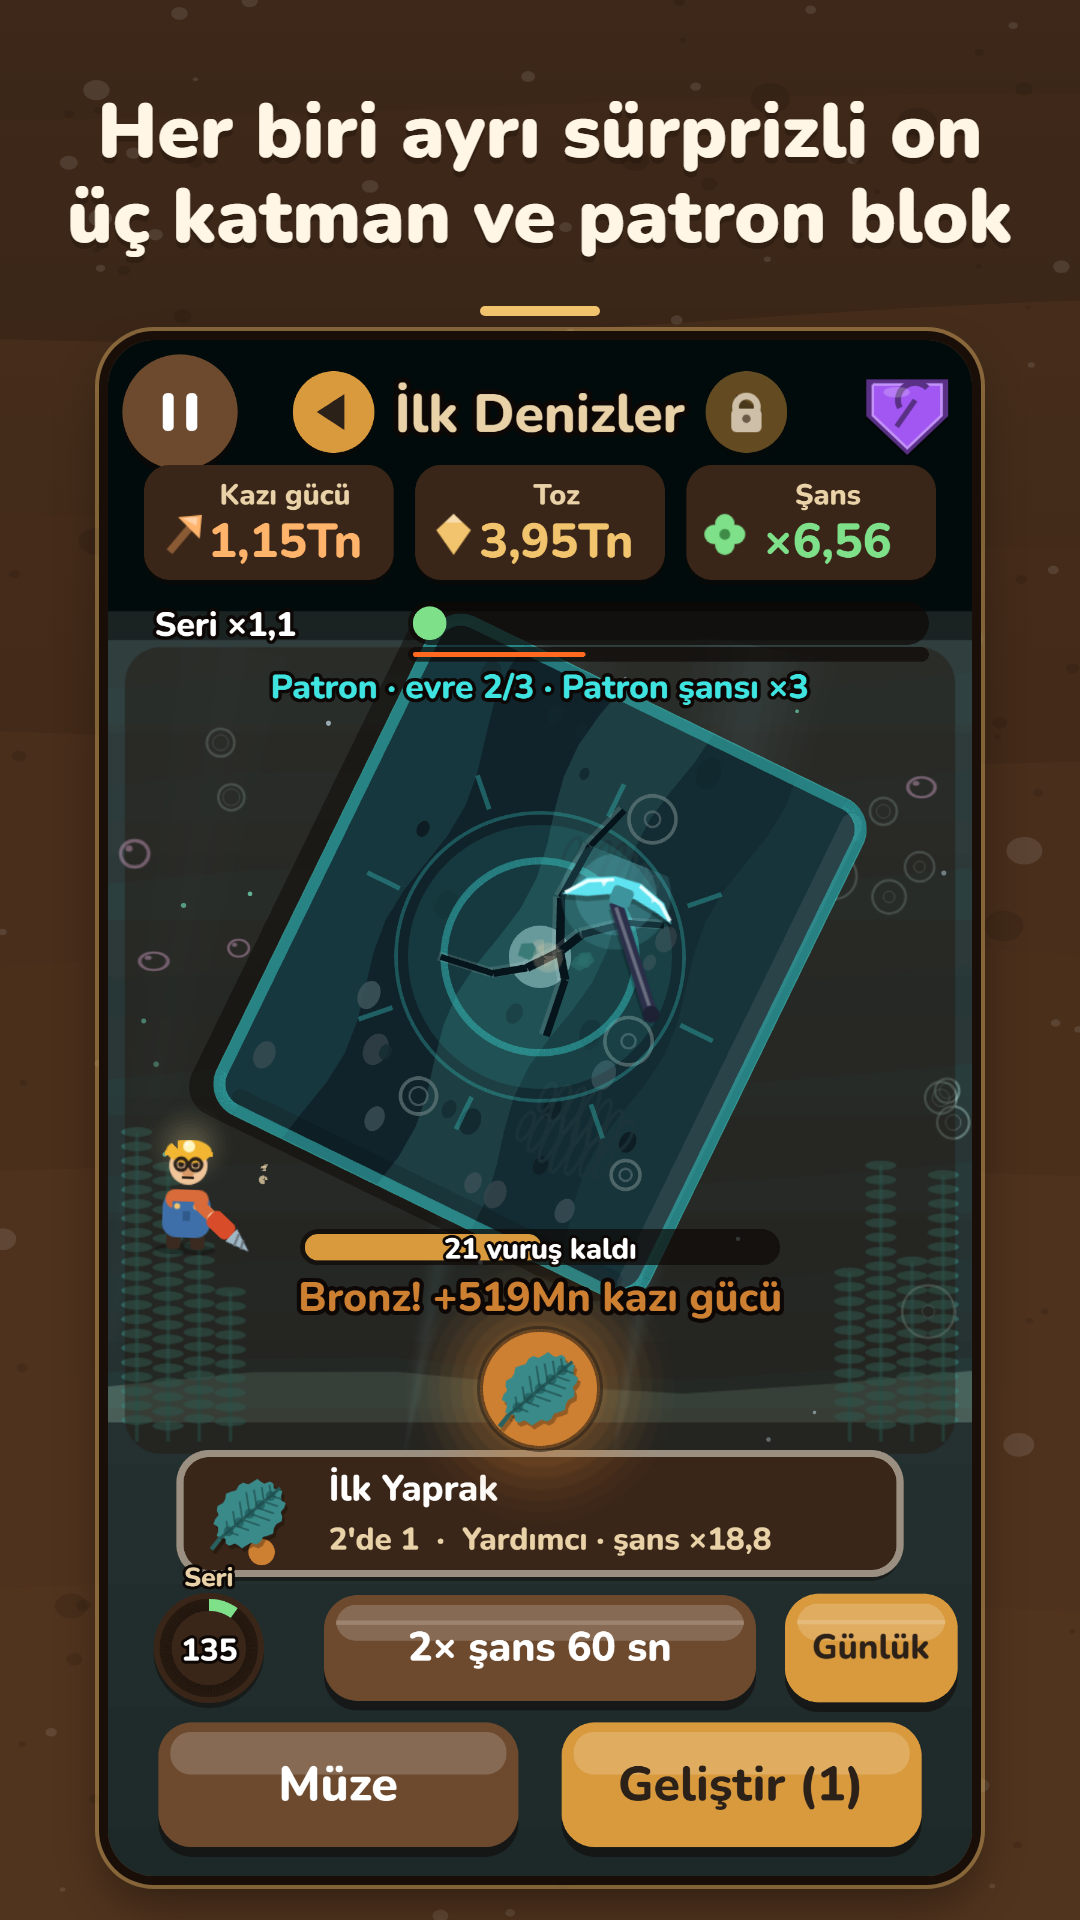 Her biri ayrı sürprizli on
üç katman ve patron blok
İlk Denizler
Kazı gücü
1,15Tn
Toz
3,95Tn
Şans
×6,56
Seri ×1,1
Patron · evre 2/3 · Patron şansı ×3
21 vuruş kaldı
Bronz! +519Mn kazı gücü
İlk Yaprak
2'de 1 · Yardımcı · şans ×18,8
Seri
135
2× şans 60 sn
Günlük
Müze
Geliştir (1)